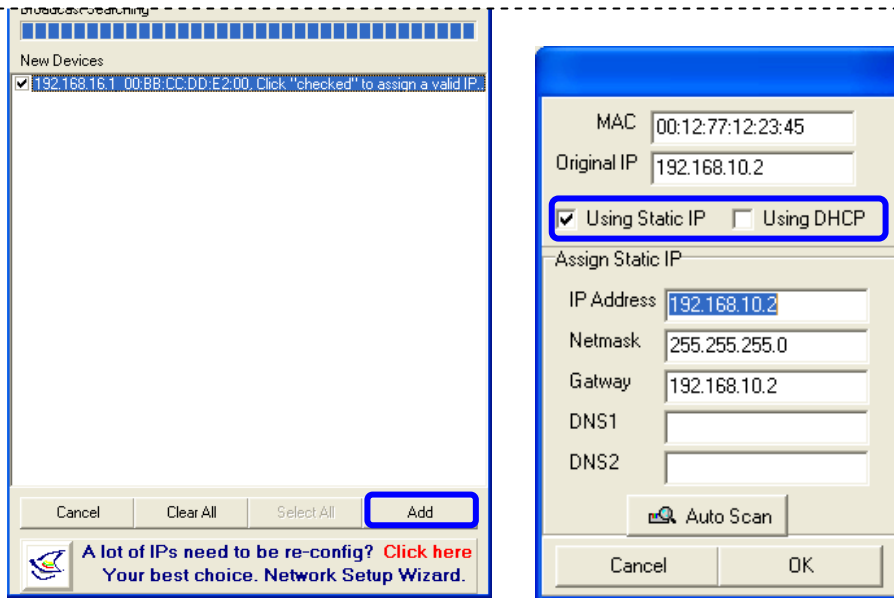 Broadcast Searching
New Devices
192.168.16.1 00:BB:CC:DD:E2:00, Click "checked" to assign a valid IP..
Cancel
Clear All
Select All
Add
A lot of IPs need to be re-config? Click here
Your best choice. Network Setup Wizard.
MAC 00:12:77:12:23:45
Original IP 192.168.10.2
Using Static IP Using DHCP
Assign Static IP
IP Address 192.168.10.2
Netmask 255.255.255.0
Gatway 192.168.10.2
DNS1
DNS2
Auto Scan
Cancel
OK